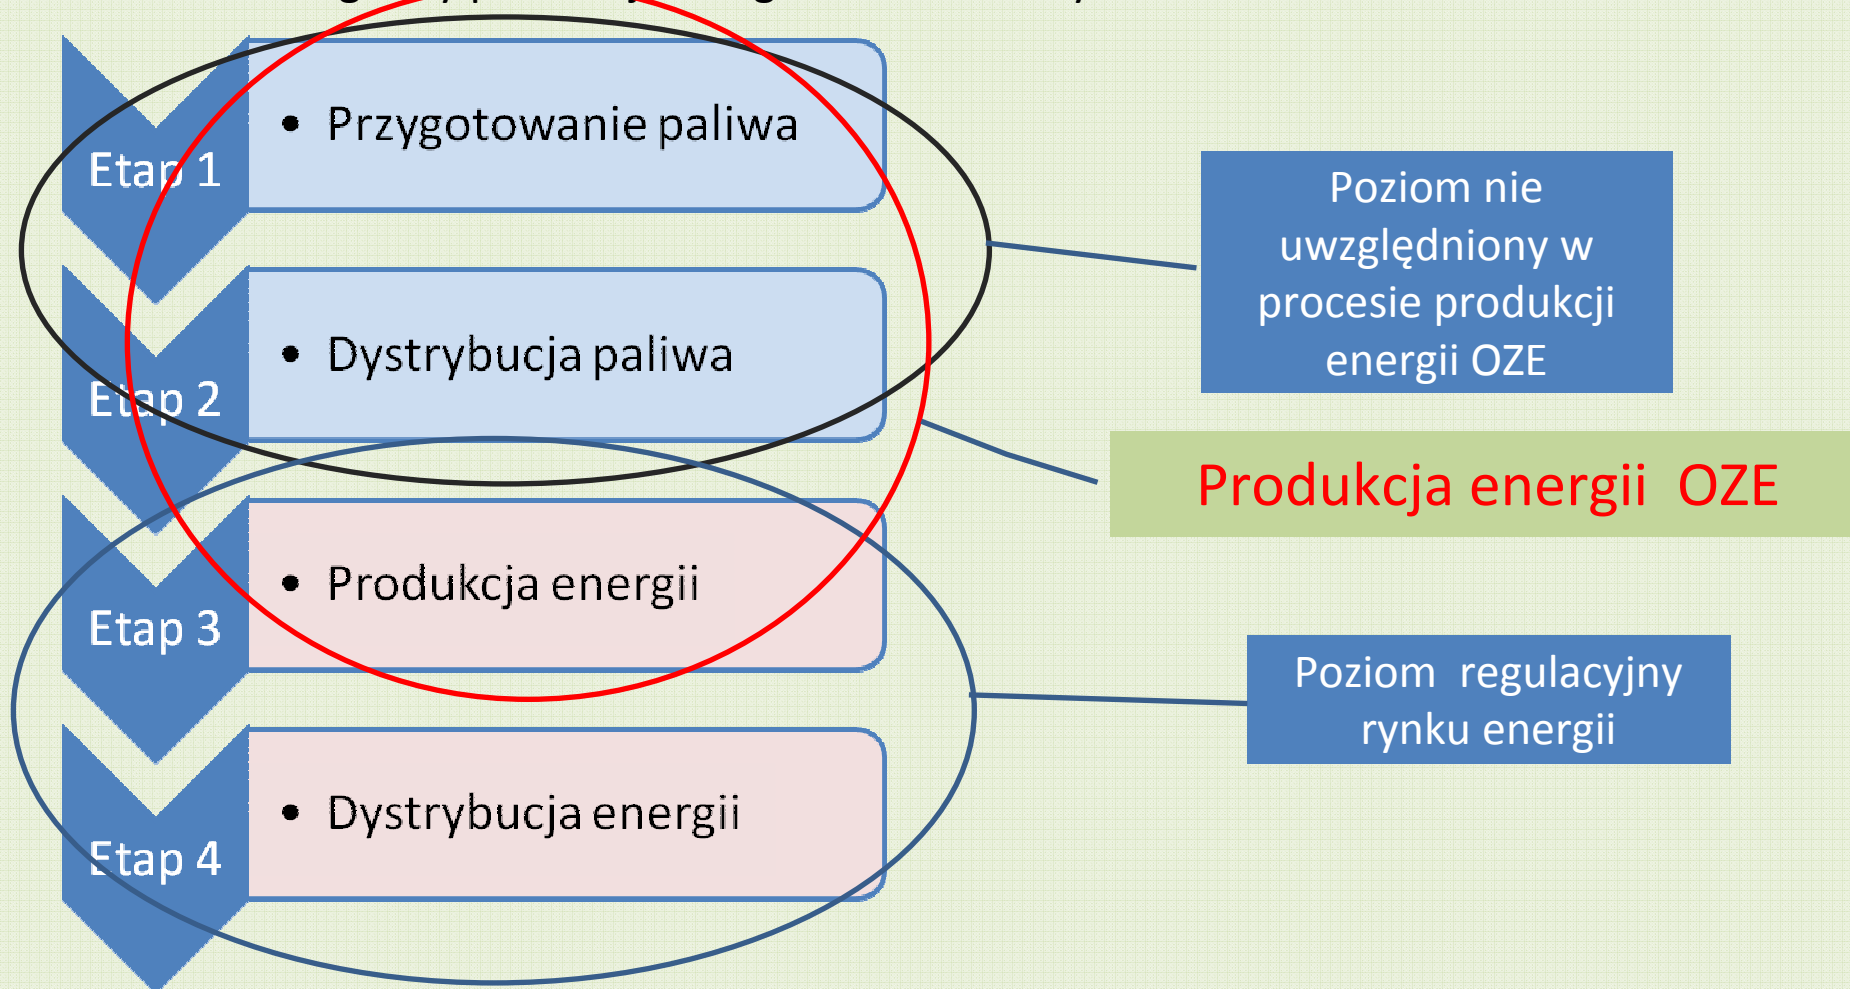 Etap 1
• Przygotowanie paliwa
Etap 2
• Dystrybucja paliwa
Etap 3
• Produkcja energii
Etap 4
• Dystrybucja energii
Poziom nie
uwzględniony w
procesie produkcji
energii OZE
Produkcja energii OZE
Poziom regulacyjny
rynku energii